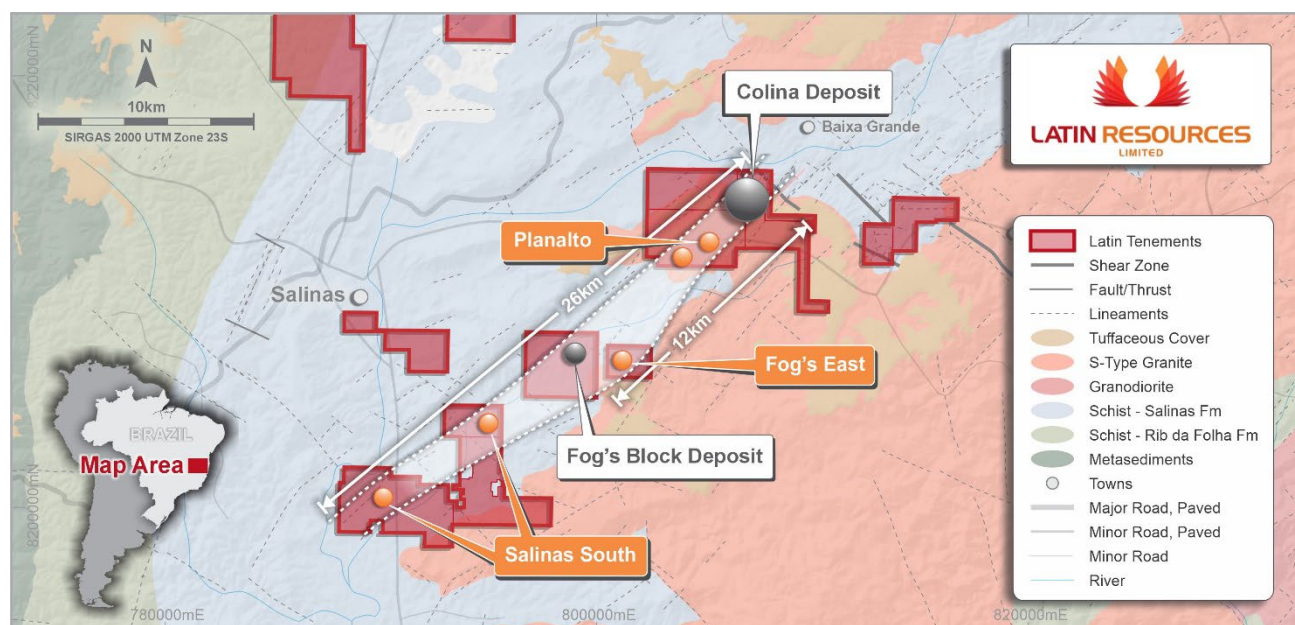 8220000mN
N
10km
SIRGAS 2000 UTM Zone 23S
Colina Deposit
Baixa Grande
LATIN RESOURCES
LIMITED
Planalto
26km
Salinas
12km
Fog's East
Fog's Block Deposit
BRAZIL
Map Area
Salinas South
8200000mN
780000mE
800000mE
820000mE
Latin Tenements
Shear Zone
Fault/Thrust
Lineaments
Tuffaceous Cover
S-Type Granite
Granodiorite
Schist - Salinas Fm
Schist - Rib da Folha Fm
Metasediments
Towns
Major Road, Paved
Minor Road, Paved
Minor Road
River